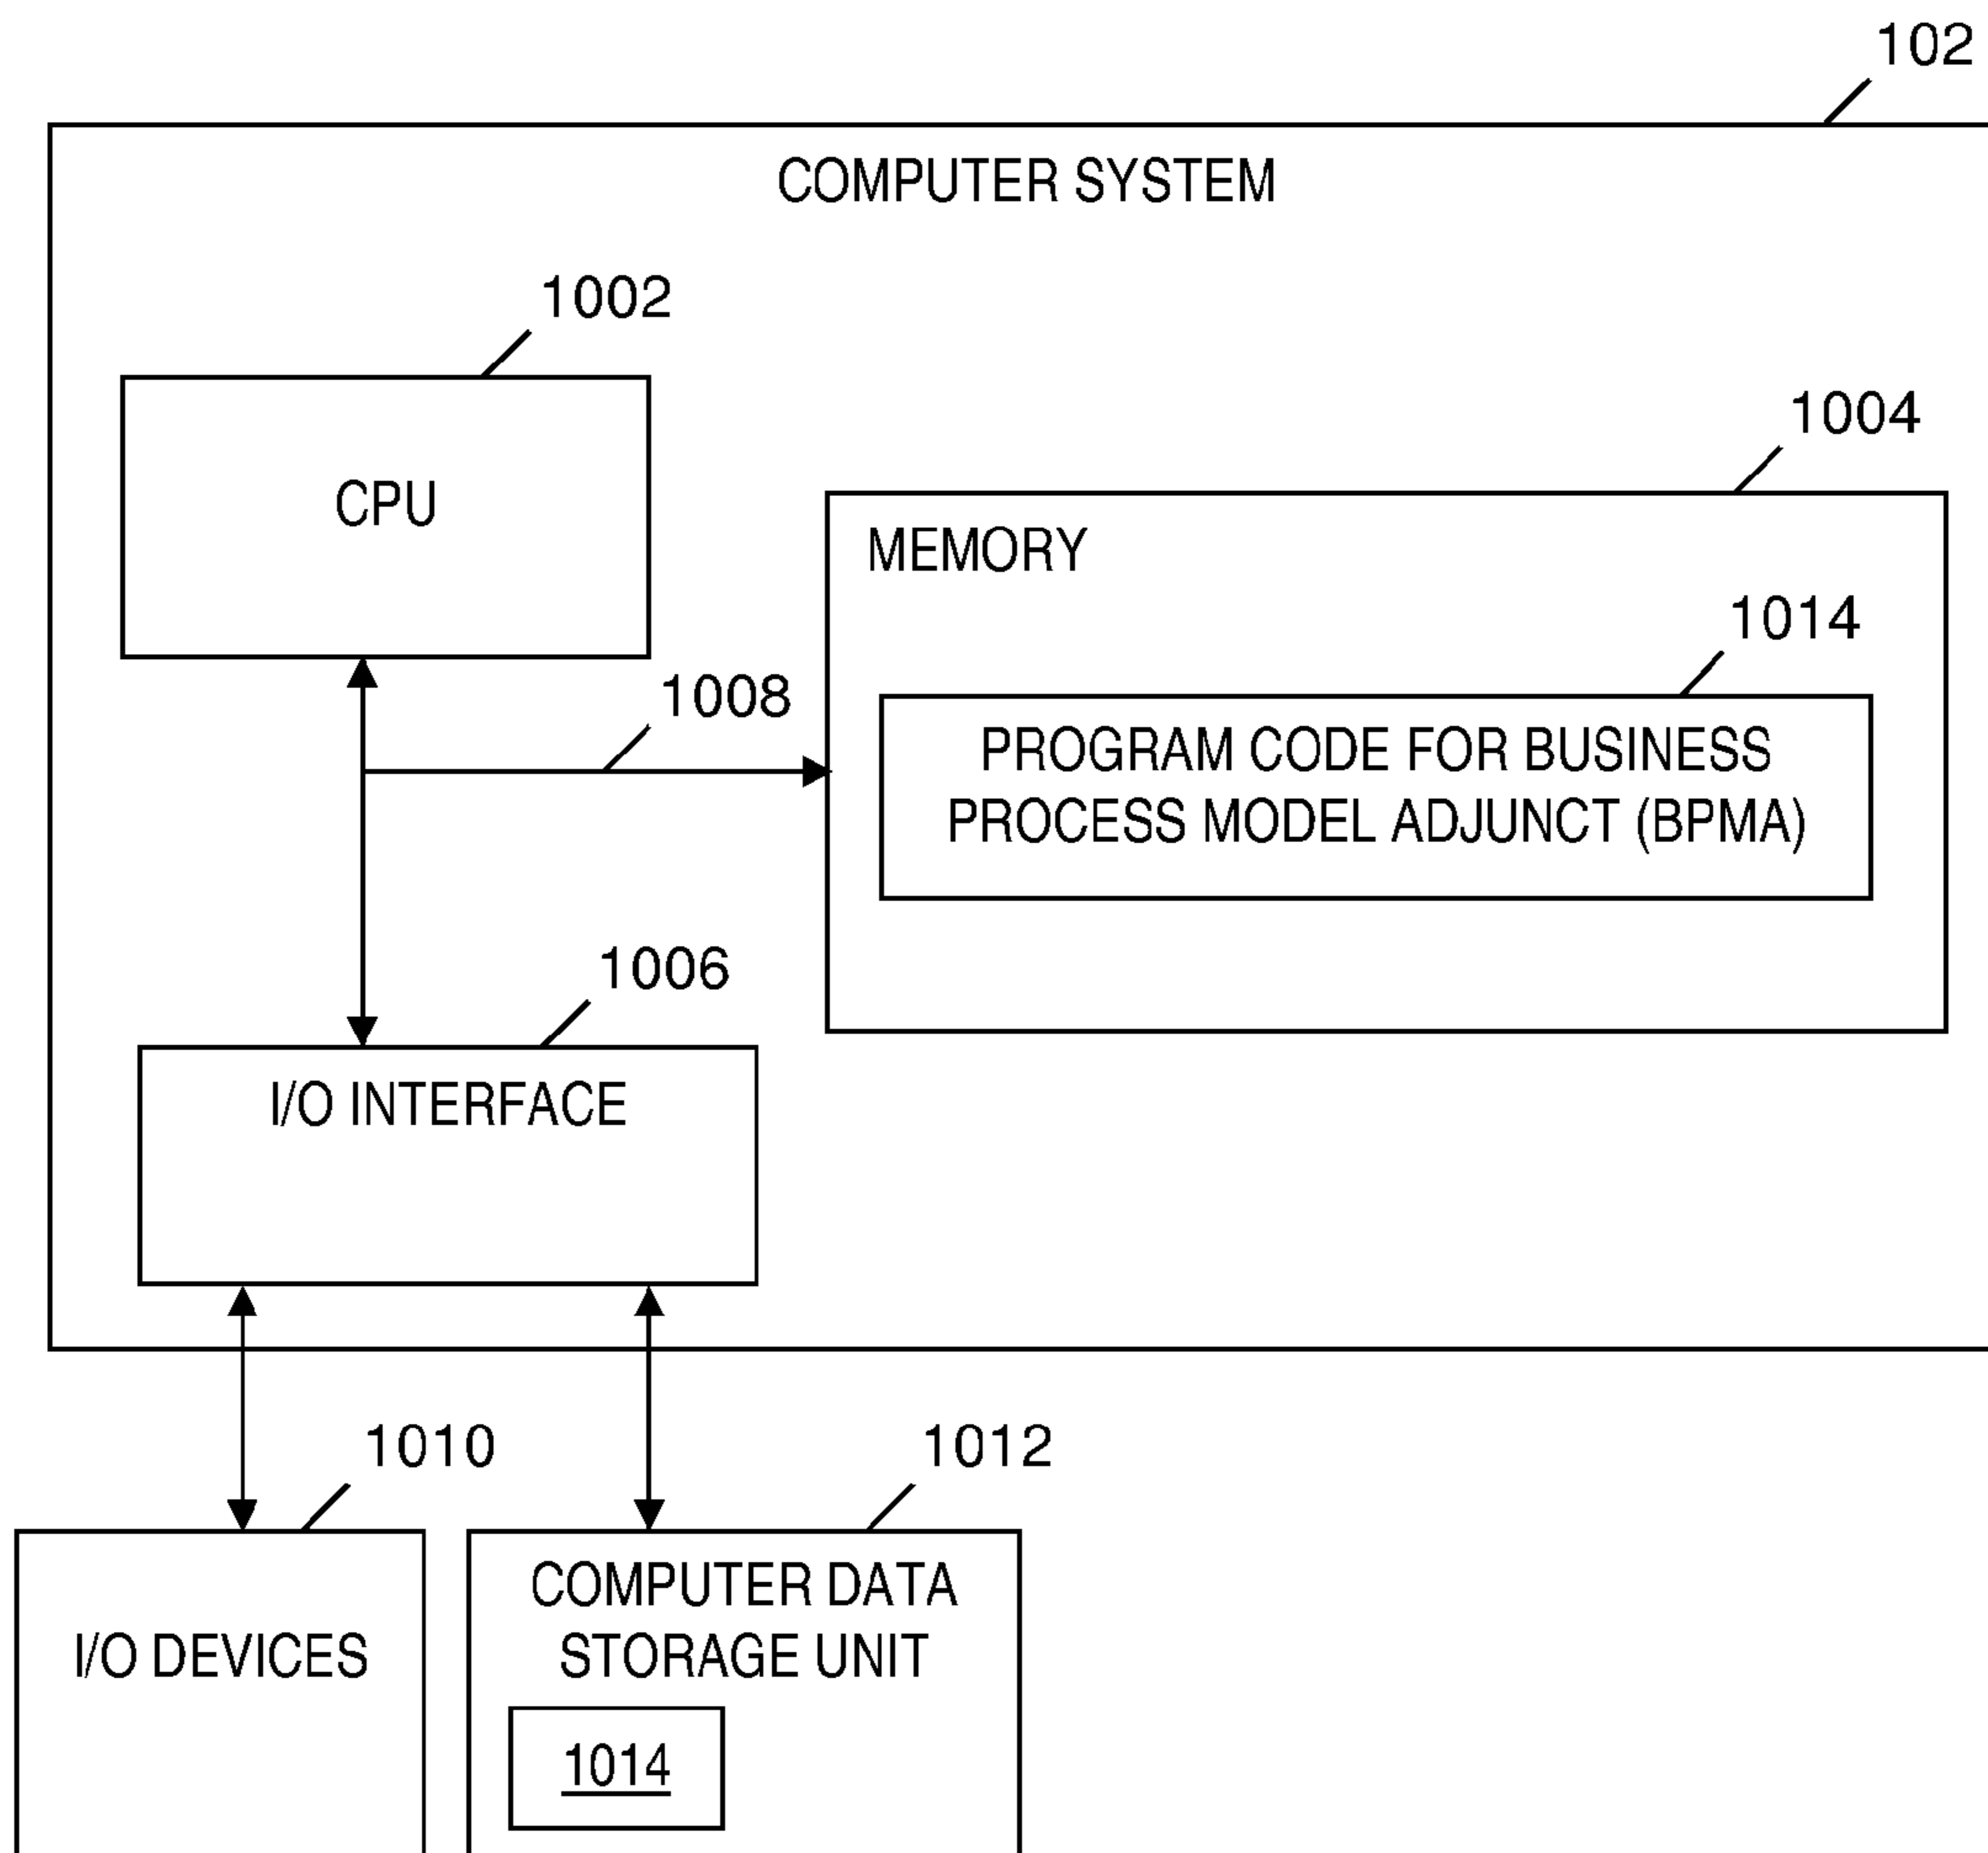 102
COMPUTER SYSTEM
1002
CPU
1004
MEMORY
1014
PROGRAM CODE FOR BUSINESS
PROCESS MODEL ADJUNCT (BPMA)
1008
1006
I/O INTERFACE
1010
I/O DEVICES
1012
COMPUTER DATA
STORAGE UNIT
1014